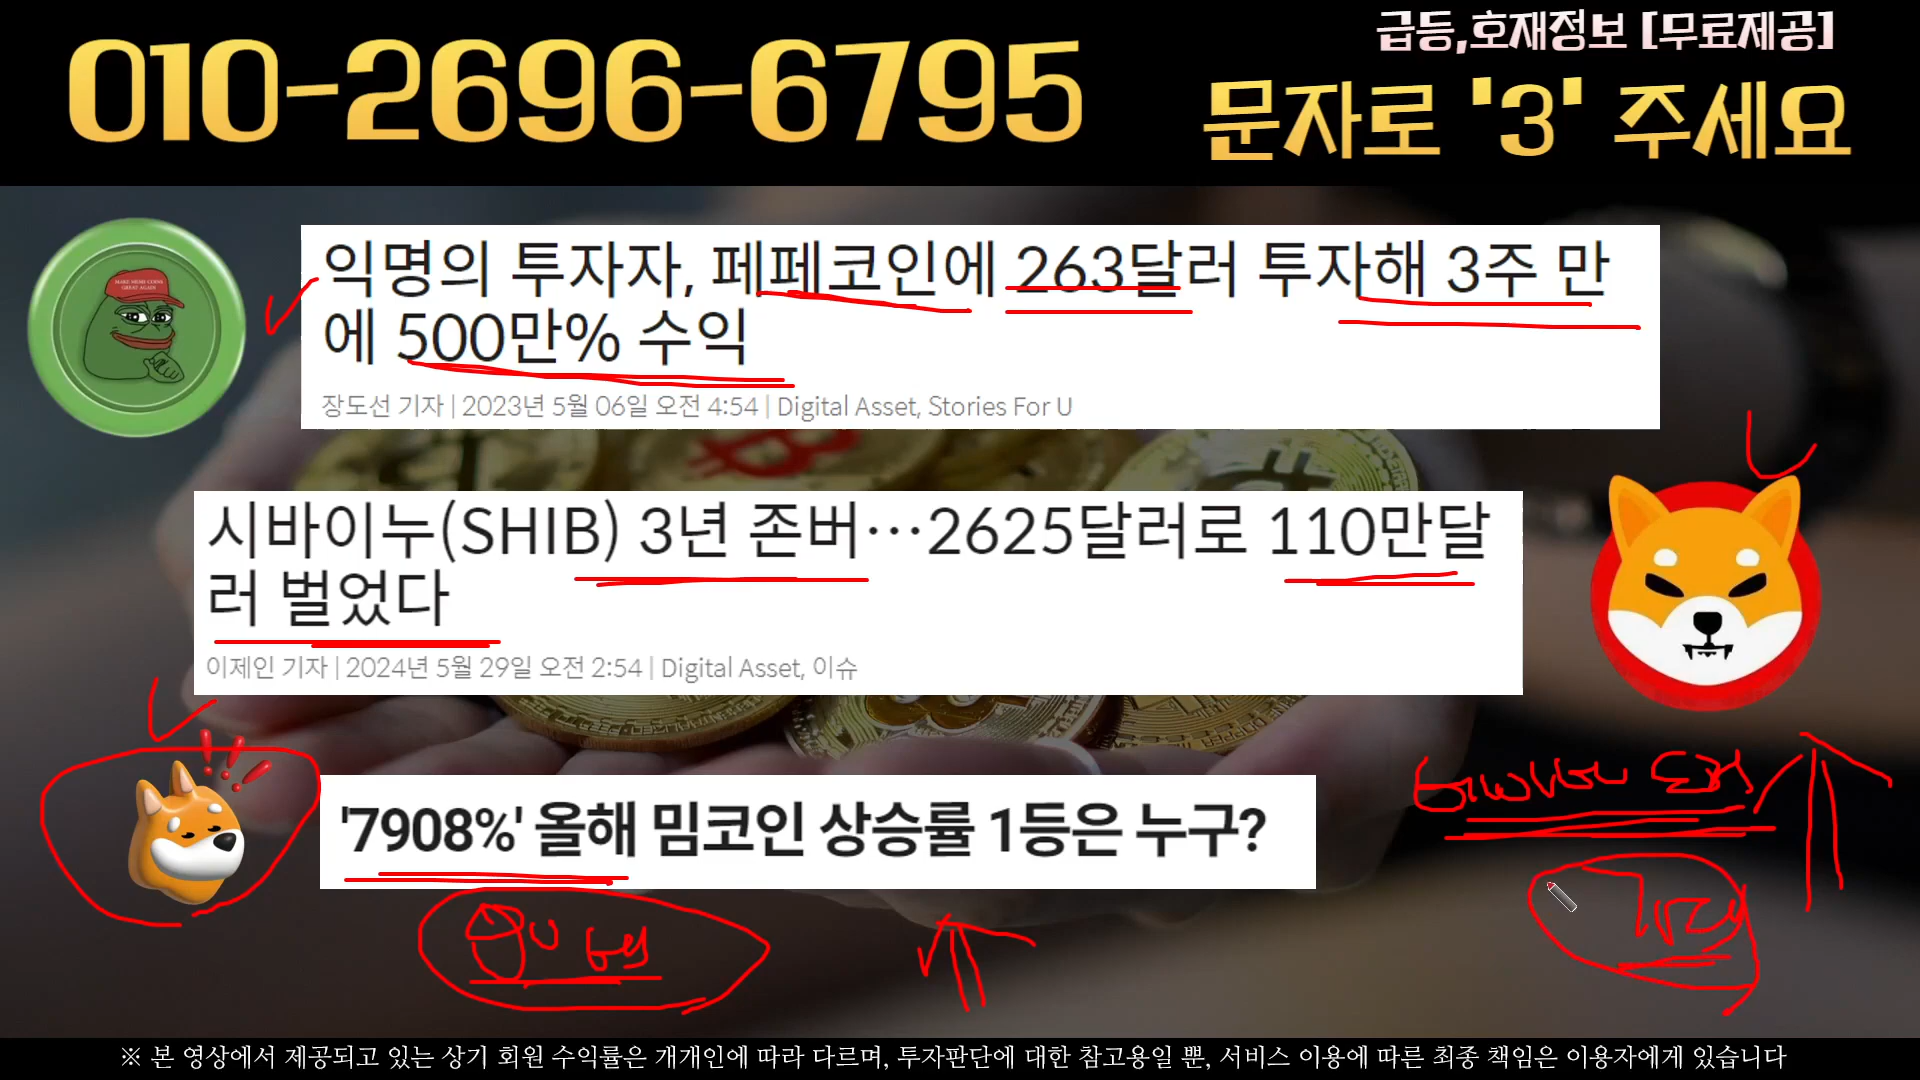 010-2696-6795
급등,호재정보 [무료제공]
문자로 '3' 주세요
MAKE MEME COINS
GREAT AGAIN
익명의 투자자, 페페코인에 263달러 투자해 3주 만
에 500만% 수익
장도선 기자 | 2023년 5월 06일 오전 4:54 | Digital Asset, Stories For U
시바이누(SHIB) 3년 존버…2625달러로 110만달
러 벌었다
이제인 기자 | 2024년 5월 29일 오전 2:54 | Digital Asset, 이슈
'7908%' 올해 밈코인 상승률 1등은 누구?
※ 본 영상에서 제공되고 있는 상기 회원 수익률은 개개인에 따라 다르며, 투자판단에 대한 참고용일 뿐, 서비스 이용에 따른 최종 책임은 이용자에게 있습니다